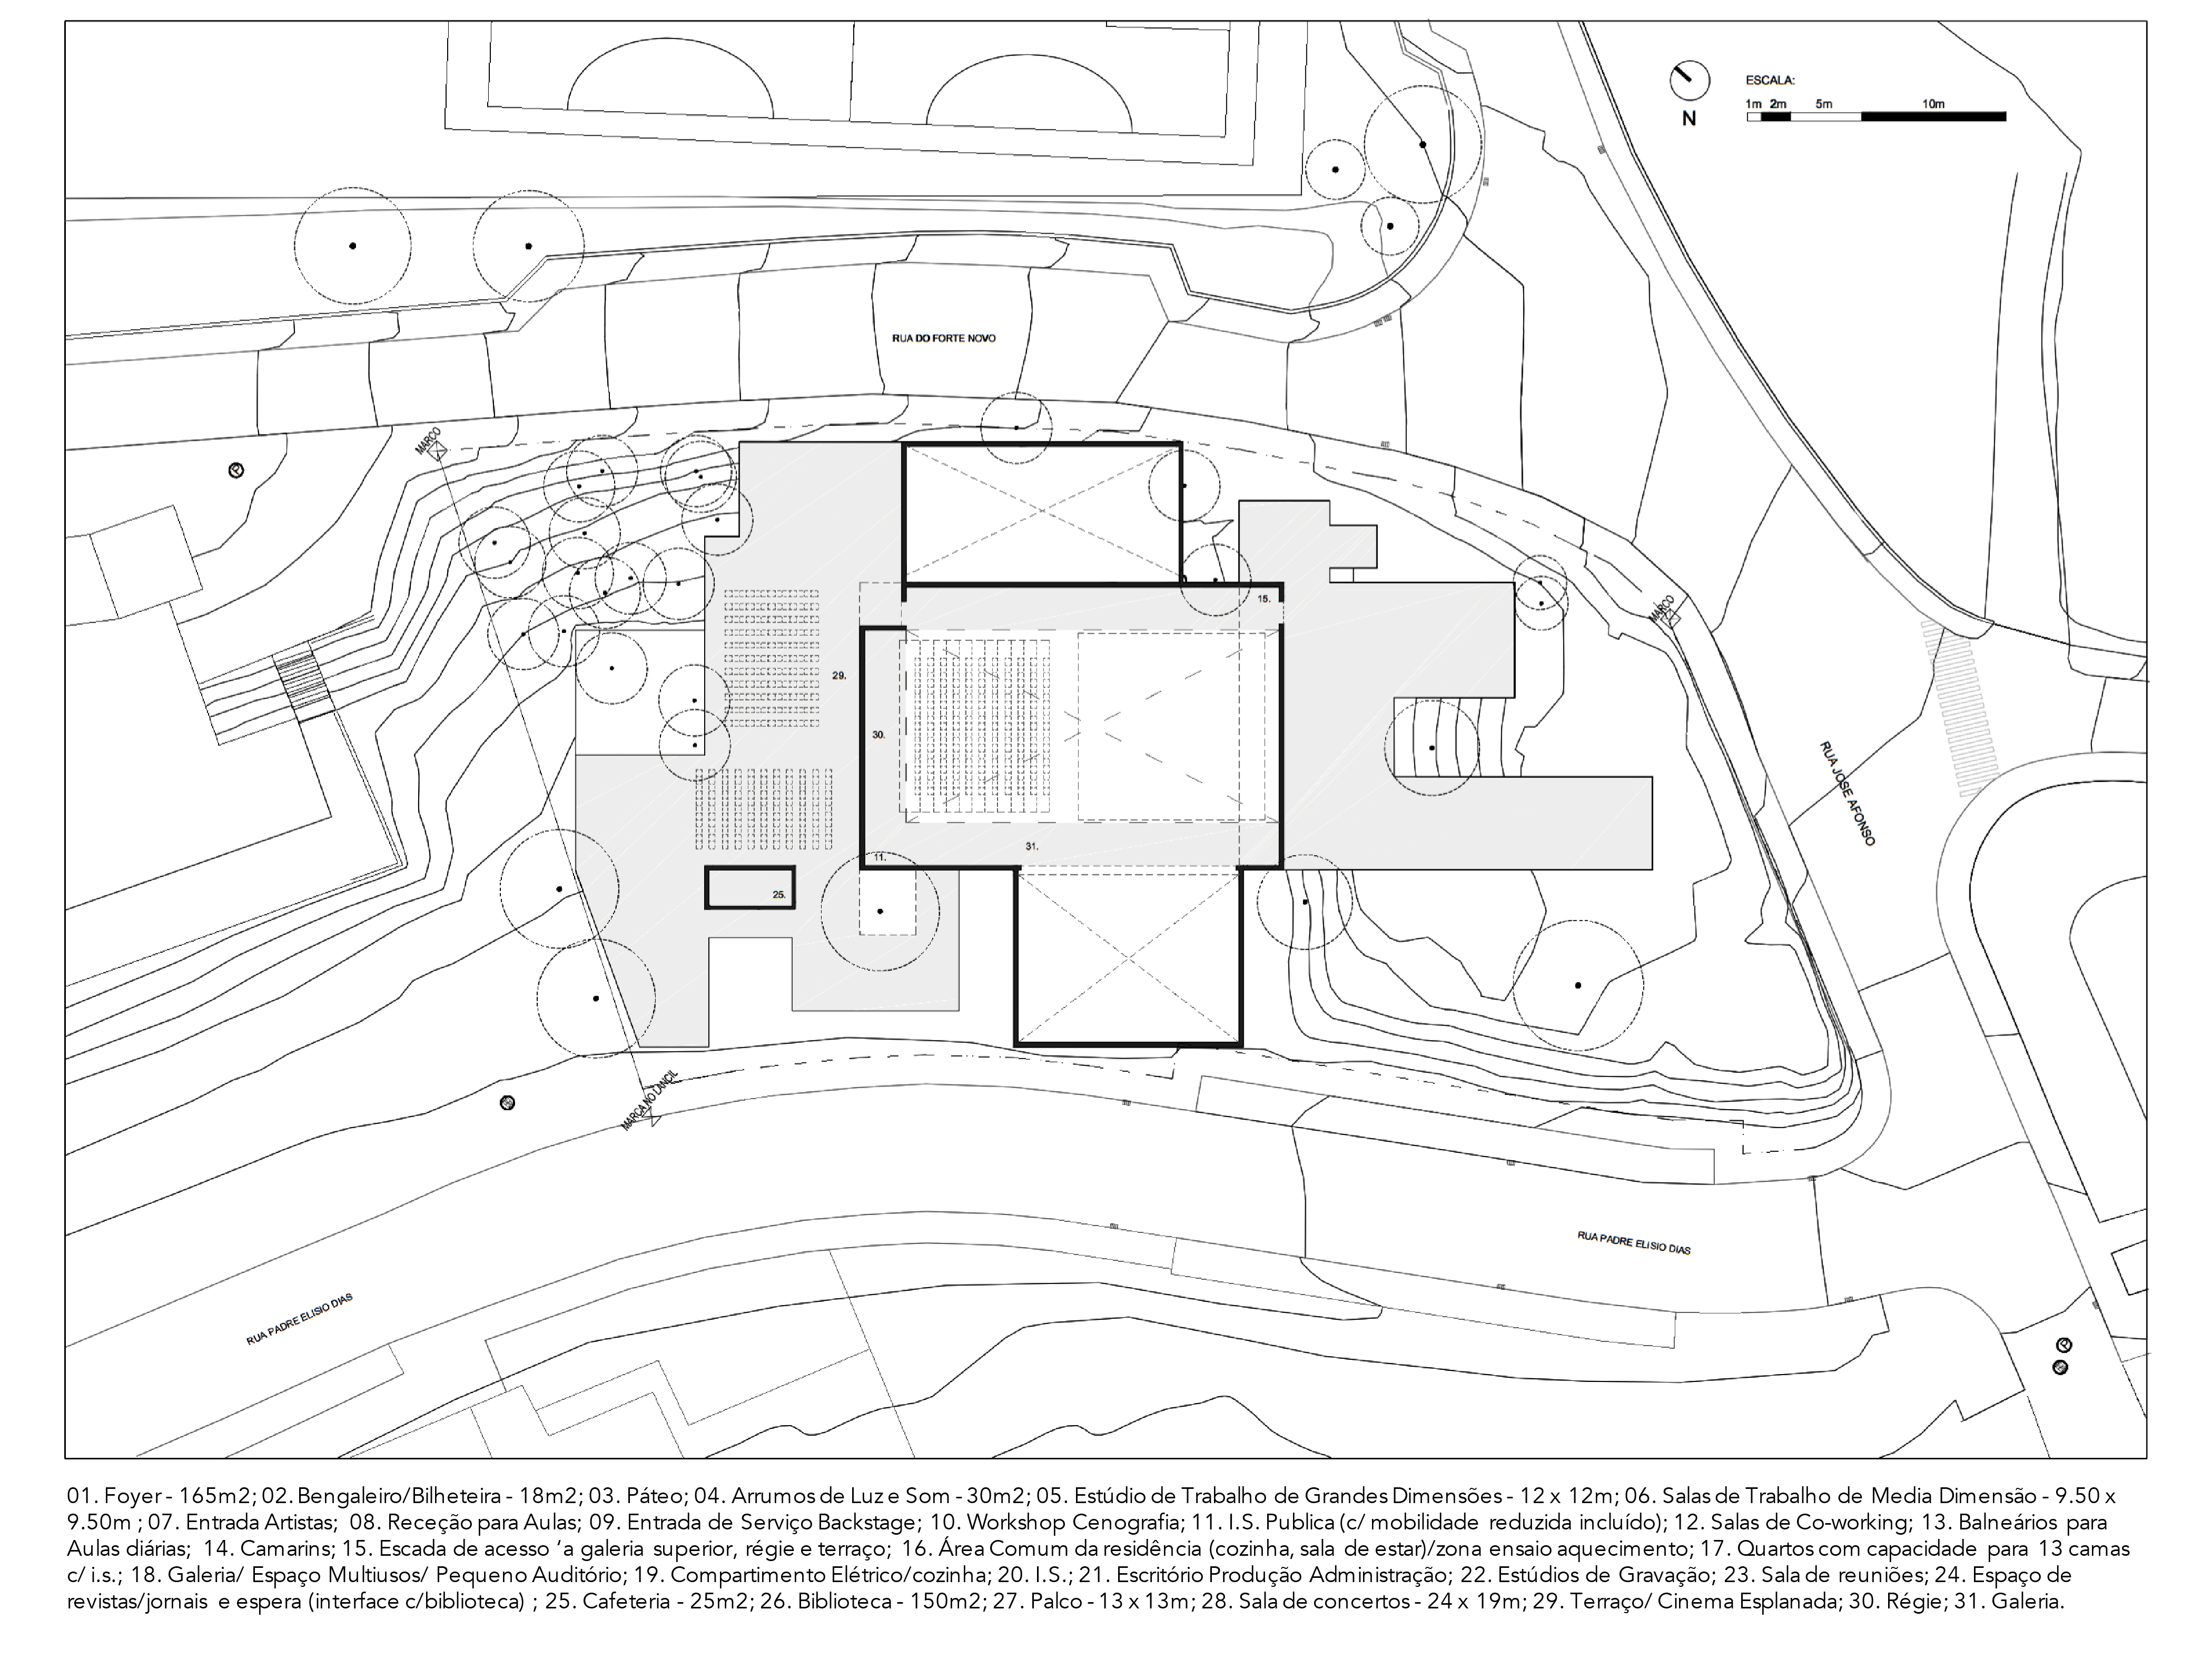 ESCALA:
1m 2m 5m 10m
N
RUA DO FORTE NOVO
MARCO
P
15.
MARCO
29.
30.
RUA JOSE AFONSO
31.
11.
25.
MARCA NO LANCIL
RUA PADRE ELISIO DIAS
RUA PADRE ELISIO DIAS
P
01. Foyer - 165m2; 02. Bengaleiro/Bilheteira - 18m2; 03. Páteo; 04. Arrumos de Luz e Som - 30m2; 05. Estúdio de Trabalho de Grandes Dimensões - 12 x 12m; 06. Salas de Trabalho de Media Dimensão - 9.50 x
9.50m ; 07. Entrada Artistas; 08. Receção para Aulas; 09. Entrada de Serviço Backstage; 10. Workshop Cenografia; 11. I.S. Publica (c/ mobilidade reduzida incluído); 12. Salas de Co-working; 13. Balneários para
Aulas diárias; 14. Camarins; 15. Escada de acesso ‘a galeria superior, régie e terraço; 16. Área Comum da residência (cozinha, sala de estar)/zona ensaio aquecimento; 17. Quartos com capacidade para 13 camas
c/ i.s.; 18. Galeria/ Espaço Multiusos/ Pequeno Auditório; 19. Compartimento Elétrico/cozinha; 20. I.S.; 21. Escritório Produção Administração; 22. Estúdios de Gravação; 23. Sala de reuniões; 24. Espaço de
revistas/jornais e espera (interface c/biblioteca) ; 25. Cafeteria - 25m2; 26. Biblioteca - 150m2; 27. Palco - 13 x 13m; 28. Sala de concertos - 24 x 19m; 29. Terraço/ Cinema Esplanada; 30. Régie; 31. Galeria.